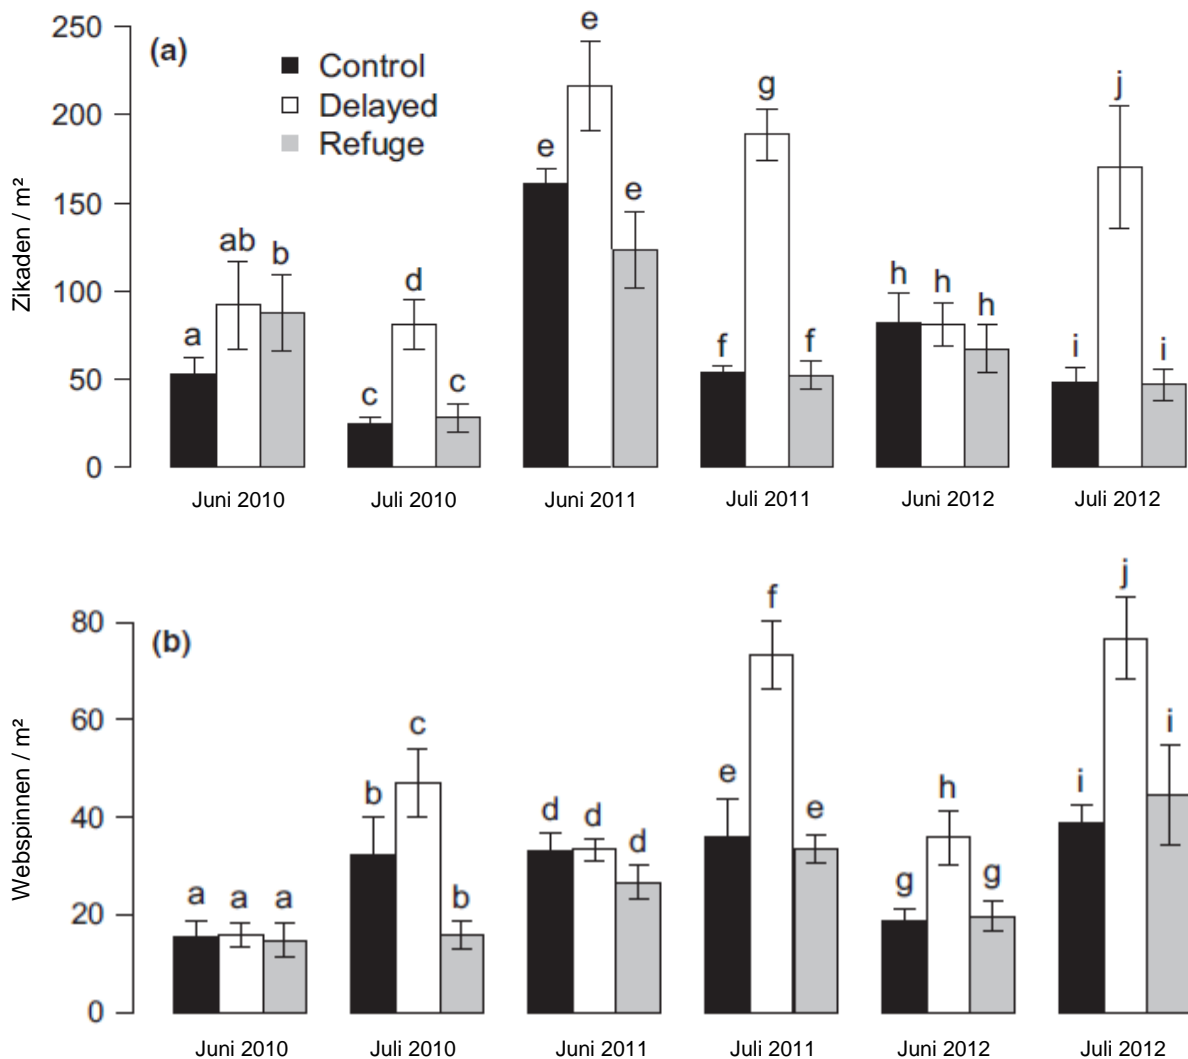 250
(a)
Control
Delayed
Refuge
200
150
100
50
0
Zikaden / m²
a ab b
c d c
e e e
f g f
h h h
i j i
Juni 2010 Juli 2010 Juni 2011 Juli 2011 Juni 2012 Juli 2012
(b)
80
60
40
20
0
Webspinnen / m²
a a a
b c b
d d d
e f e
g h g
i j i
Juni 2010 Juli 2010 Juni 2011 Juli 2011 Juni 2012 Juli 2012